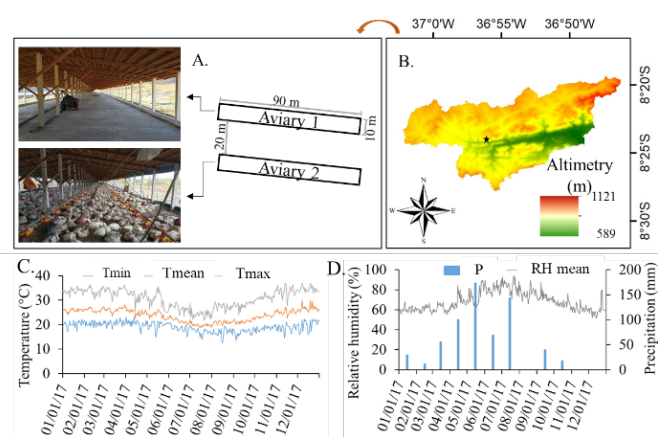 A.
90 m
Aviary 1
10 m
20 m
Aviary 2
37°0'W 36°55'W 36°50'W
B.
8°20'S
8°25'S
8°30'S
N
W E
S
Altimetry
(m)
1121
589
C.
Tmin Tmean Tmax
Temperature (°C)
40
30
20
10
0
01/01/17 02/01/17 03/01/17 04/01/17 05/01/17 06/01/17 07/01/17 08/01/17 09/01/17 10/01/17 11/01/17 12/01/17
D.
P RH mean
Relative humidity (%)
100
80
60
40
20
0
200
150
100
50
0
Precipitation (mm)
01/01/17 02/01/17 03/01/17 04/01/17 05/01/17 06/01/17 07/01/17 08/01/17 09/01/17 10/01/17 11/01/17 12/01/17